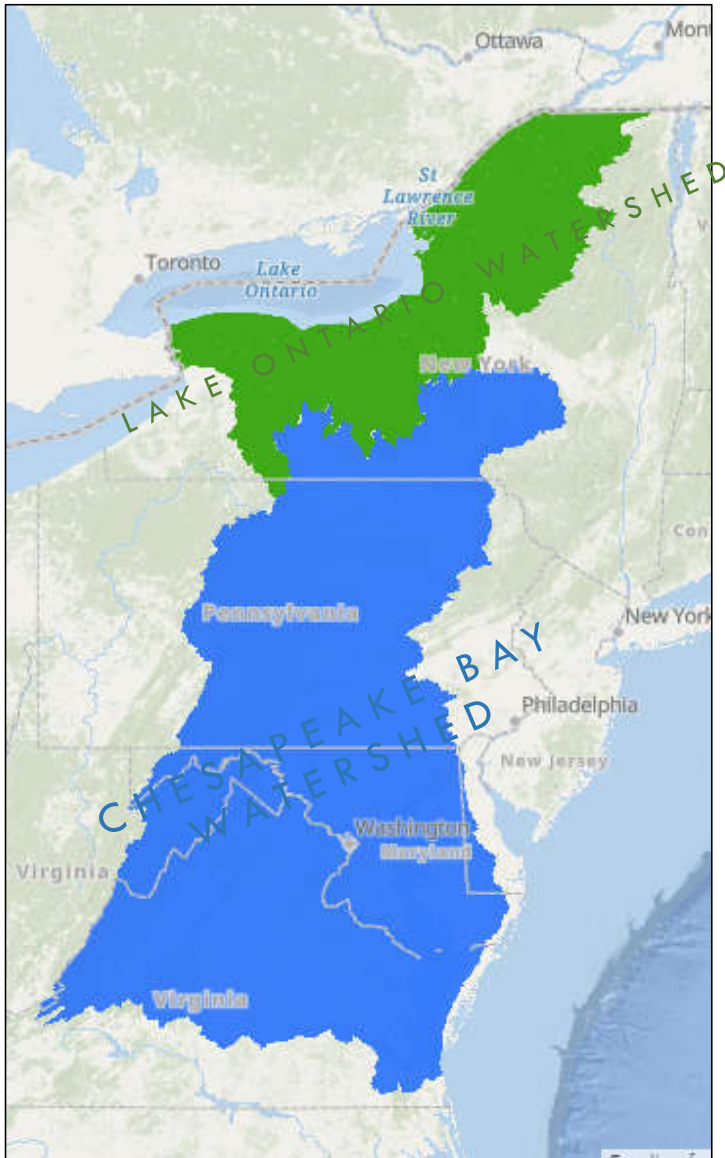 Ottawa
Mont
St
Lawrence
River
LAKE ONTARIO WATERSHED
Toronto
Lake
Ontario
New York
Con
Pennsylvania
New York
CHESAPEAKE BAY
WATERSHED
Philadelphia
New Jersey
Washington
Maryland
Virginia
Virginia